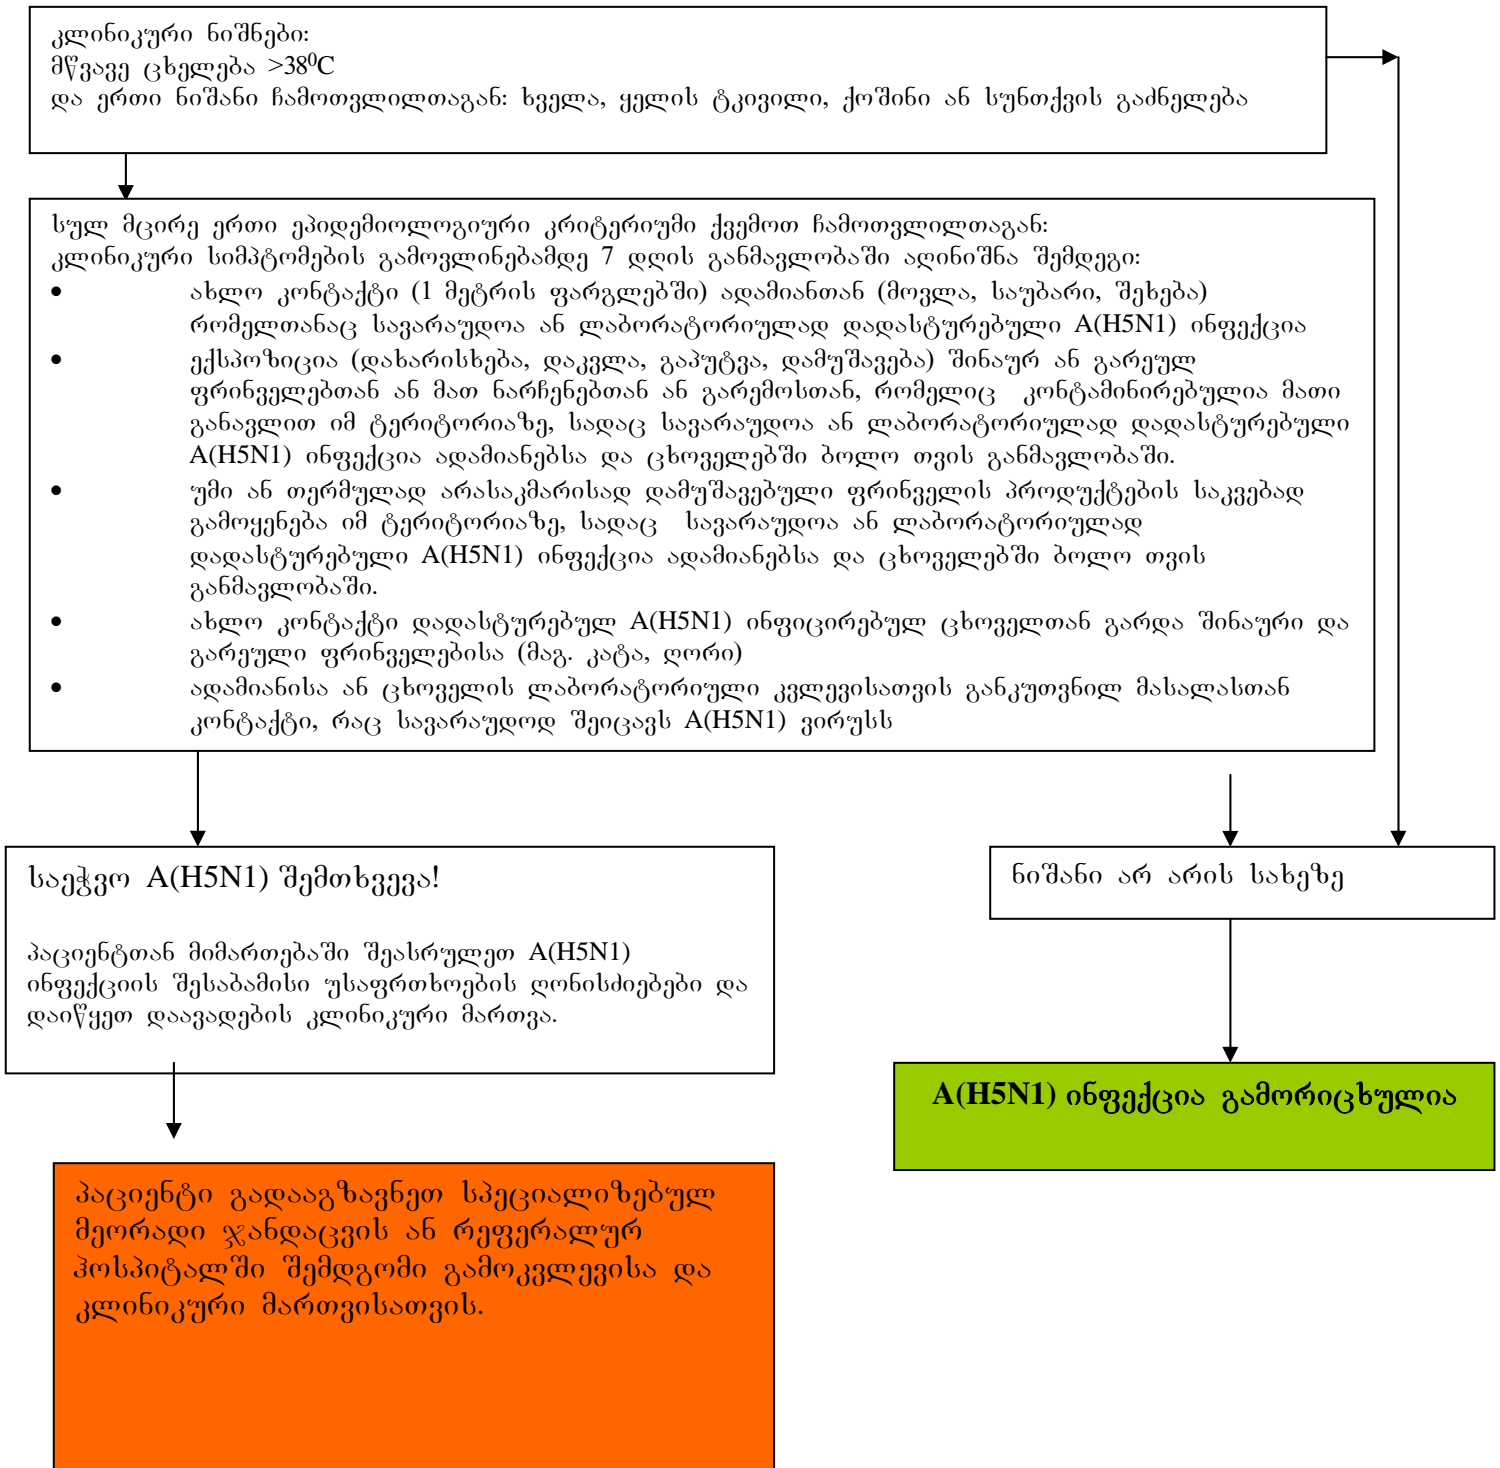 კლინიკური ნიშნები:
მწვავე ცხელება >38⁰C
და ერთი ნიშანი ჩამოთვლილთაგან: ხველა, ყელის ტკივილი, ქოშინი ან სუნთქვის გაძნელება
სულ მცირე ერთი ეპიდემიოლოგიური კრიტერიუმი ქვემოთ ჩამოთვლილთაგან:
კლინიკური სიმპტომების გამოვლინებამდე 7 დღის განმავლობაში აღინიშნა შემდეგი:
• ახლო კონტაქტი (1 მეტრის ფარგლებში) ადამიანთან (მოვლა, საუბარი, შეხება)
რომელთანაც სავარაუდოა ან ლაბორატორიულად დადასტურებული A(H5N1) ინფექცია
• ექსპოზიცია (დახარისხება, დაკვლა, გაპუტვა, დამუშავება) შინაურ ან გარეულ
ფრინველებთან ან მათ ნარჩენებთან ან გარემოსთან, რომელიც კონტამინირებულია მათი
განავლით იმ ტერიტორიაზე, სადაც სავარაუდოა ან ლაბორატორიულად დადასტურებული
A(H5N1) ინფექცია ადამიანებსა და ცხოველებში ბოლო თვის განმავლობაში.
• უმი ან თერმულად არასაკმარისად დამუშავებული ფრინველის პროდუქტების საკვებად
გამოყენება იმ ტერიტორიაზე, სადაც სავარაუდოა ან ლაბორატორიულად
დადასტურებული A(H5N1) ინფექცია ადამიანებსა და ცხოველებში ბოლო თვის
განმავლობაში.
• ახლო კონტაქტი დადასტურებულ A(H5N1) ინფიცირებულ ცხოველთან გარდა შინაური და
გარეული ფრინველებისა (მაგ. კატა, ღორი)
• ადამიანისა ან ცხოველის ლაბორატორიული კვლევისათვის განკუთვნილ მასალასთან
კონტაქტი, რაც სავარაუდოდ შეიცავს A(H5N1) ვირუსს
საეჭვო A(H5N1) შემთხვევა!
პაციენტთან მიმართებაში შეასრულეთ A(H5N1)
ინფექციის შესაბამისი უსაფრთხოების ღონისძიებები და
დაიწყეთ დაავადების კლინიკური მართვა.
ნიშანი არ არის სახეზე
A(H5N1) ინფექცია გამორიცხულია
პაციენტი გადააგზავნეთ სპეციალიზებულ
მეორადი ჯანდაცვის ან რეფერალურ
ჰოსპიტალში შემდგომი გამოკვლევისა და
კლინიკური მართვისათვის.